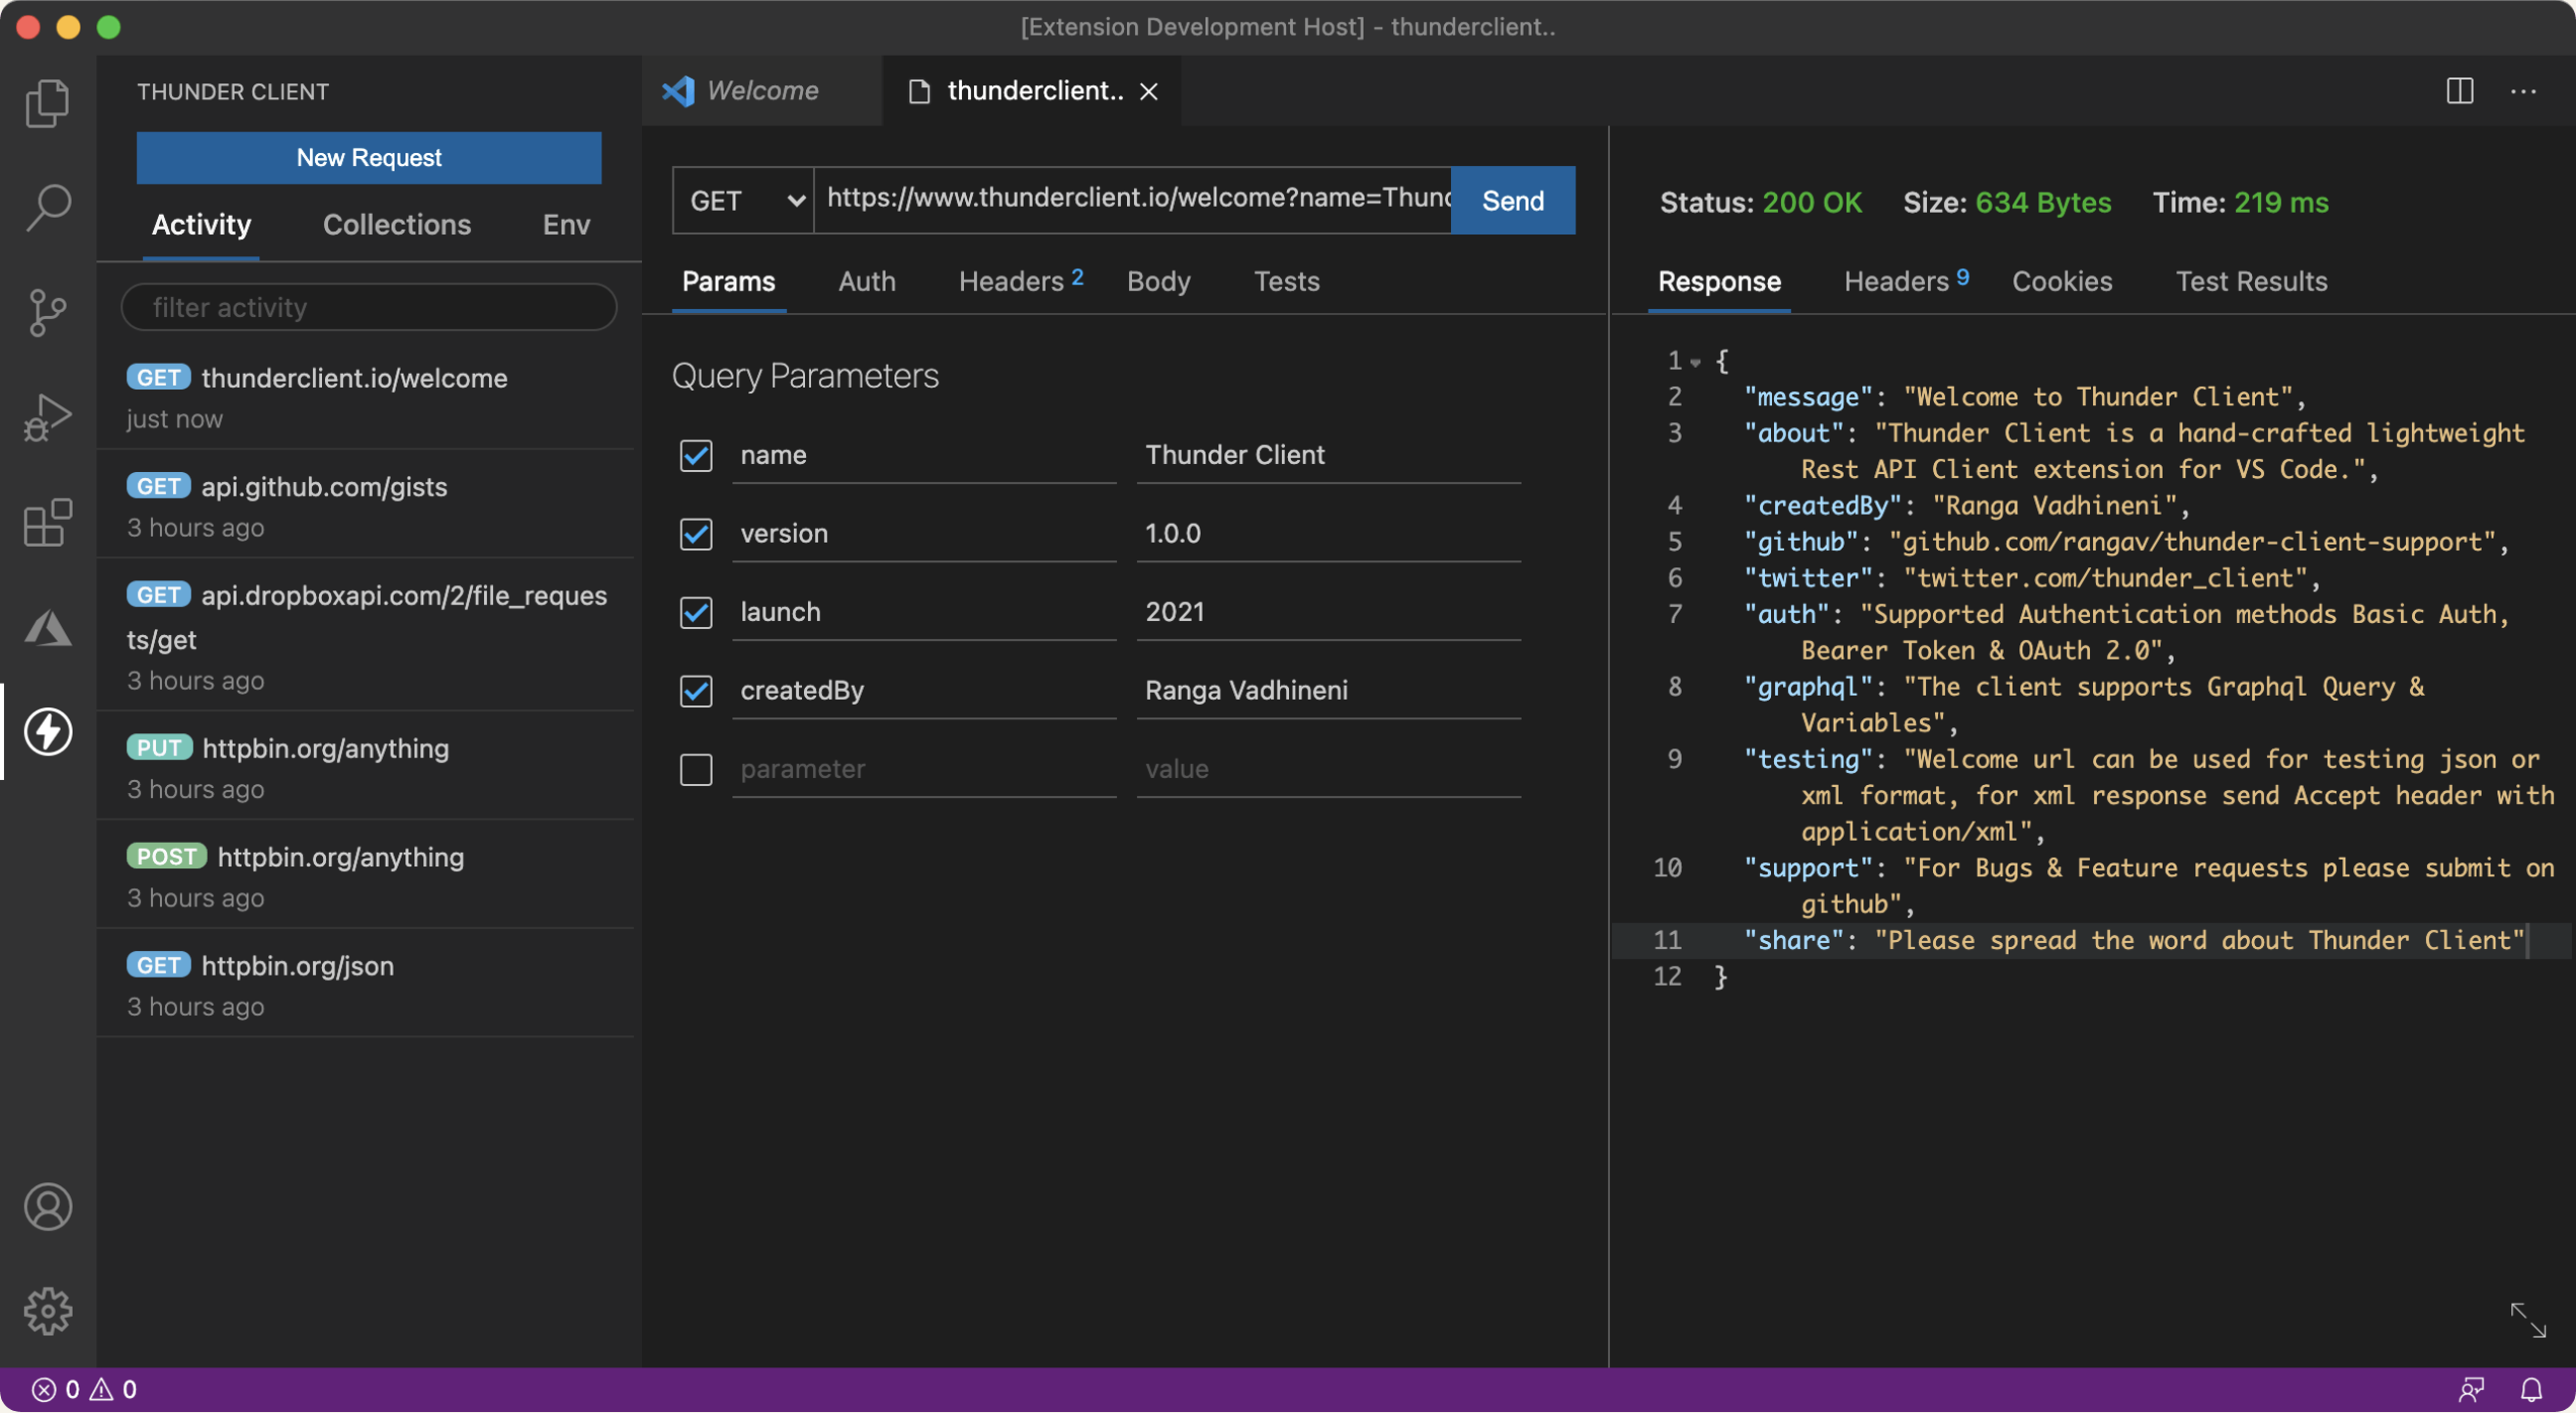 [Extension Development Host] - thunderclient..
THUNDER CLIENT
New Request
Activity Collections Env
filter activity
GET thunderclient.io/welcome
just now
GET api.github.com/gists
3 hours ago
GET api.dropboxapi.com/2/file_reques
ts/get
3 hours ago
PUT httpbin.org/anything
3 hours ago
POST httpbin.org/anything
3 hours ago
GET httpbin.org/json
3 hours ago
Welcome thunderclient..
GET https://www.thunderclient.io/welcome?name=Thund Send
Params Auth Headers 2 Body Tests
Query Parameters
name Thunder Client
version 1.0.0
launch 2021
createdBy Ranga Vadhineni
parameter value
Status: 200 OK Size: 634 Bytes Time: 219 ms
Response Headers 9 Cookies Test Results
1 {
2 "message": "Welcome to Thunder Client",
3 "about": "Thunder Client is a hand-crafted lightweight
Rest API Client extension for VS Code.",
4 "createdBy": "Ranga Vadhineni",
5 "github": "github.com/rangav/thunder-client-support",
6 "twitter": "twitter.com/thunder_client",
7 "auth": "Supported Authentication methods Basic Auth,
Bearer Token & OAuth 2.0",
8 "graphql": "The client supports Graphql Query &
Variables",
9 "testing": "Welcome url can be used for testing json or
xml format, for xml response send Accept header with
application/xml",
10 "support": "For Bugs & Feature requests please submit on
github",
11 "share": "Please spread the word about Thunder Client"
12 }
0 0